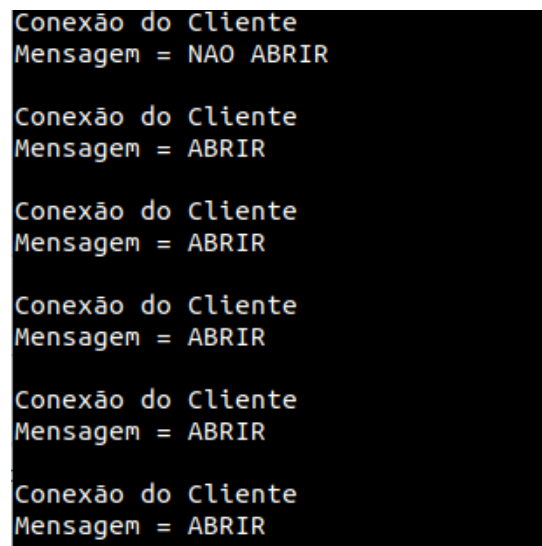 Conexão do Cliente
Mensagem = NAO ABRIR
Conexão do Cliente
Mensagem = ABRIR
Conexão do Cliente
Mensagem = ABRIR
Conexão do Cliente
Mensagem = ABRIR
Conexão do Cliente
Mensagem = ABRIR
Conexão do Cliente
Mensagem = ABRIR